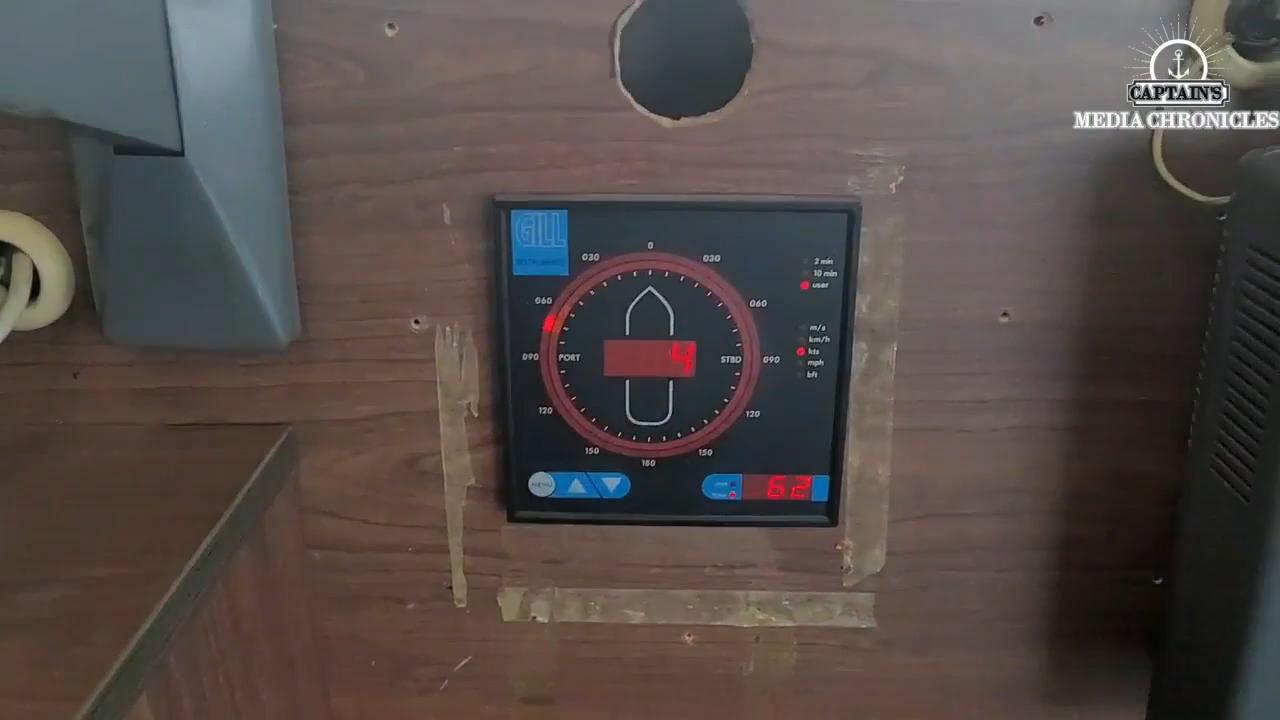 CAPTAIN'S
MEDIA CHRONICLES
GILL
INSTRUMENTS
0
030
030
060
060
090
PORT
4
STBD
090
120
120
150
150
180
2 min
10 min
user
m/s
km/h
kts
mph
bft
MENU
62